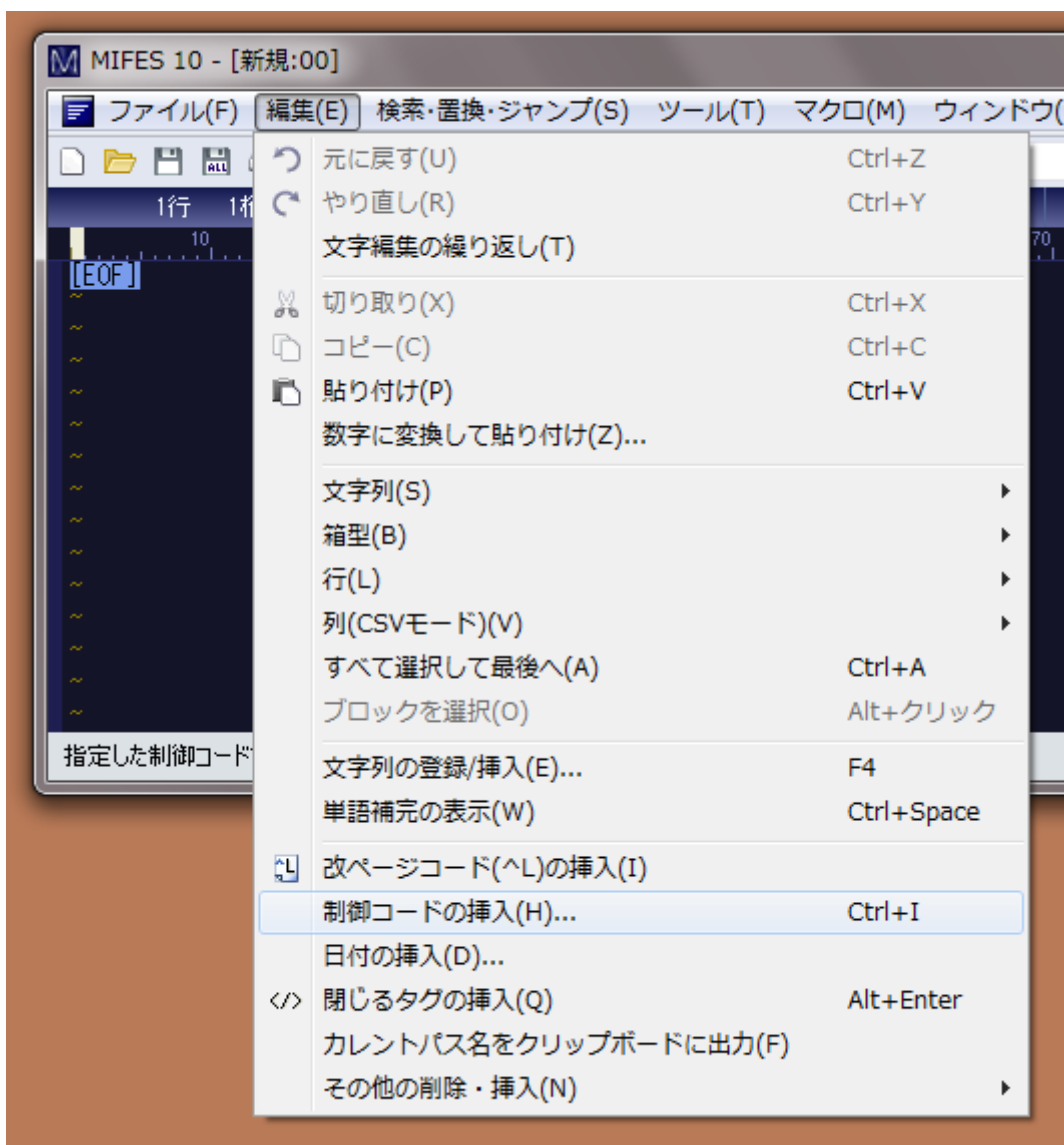 MIFES 10 - [新規:00]
ファイル(F) 編集(E) 検索・置換・ジャンプ(S) ツール(T) マクロ(M) ウィンドウ(
ALL
1行 1桁
10 70
[EOF]
元に戻す(U) Ctrl+Z
やり直し(R) Ctrl+Y
文字編集の繰り返し(T)
切り取り(X) Ctrl+X
コピー(C) Ctrl+C
貼り付け(P) Ctrl+V
数字に変換して貼り付け(Z)...
文字列(S)
箱型(B)
行(L)
列(CSVモード)(V)
すべて選択して最後へ(A) Ctrl+A
ブロックを選択(O) Alt+クリック
文字列の登録/挿入(E)... F4
単語補完の表示(W) Ctrl+Space
^L 改ページコード(^L)の挿入(I)
制御コードの挿入(H)... Ctrl+I
日付の挿入(D)...
</> 閉じるタグの挿入(Q) Alt+Enter
カレントパス名をクリップボードに出力(F)
その他の削除・挿入(N)
指定した制御コード